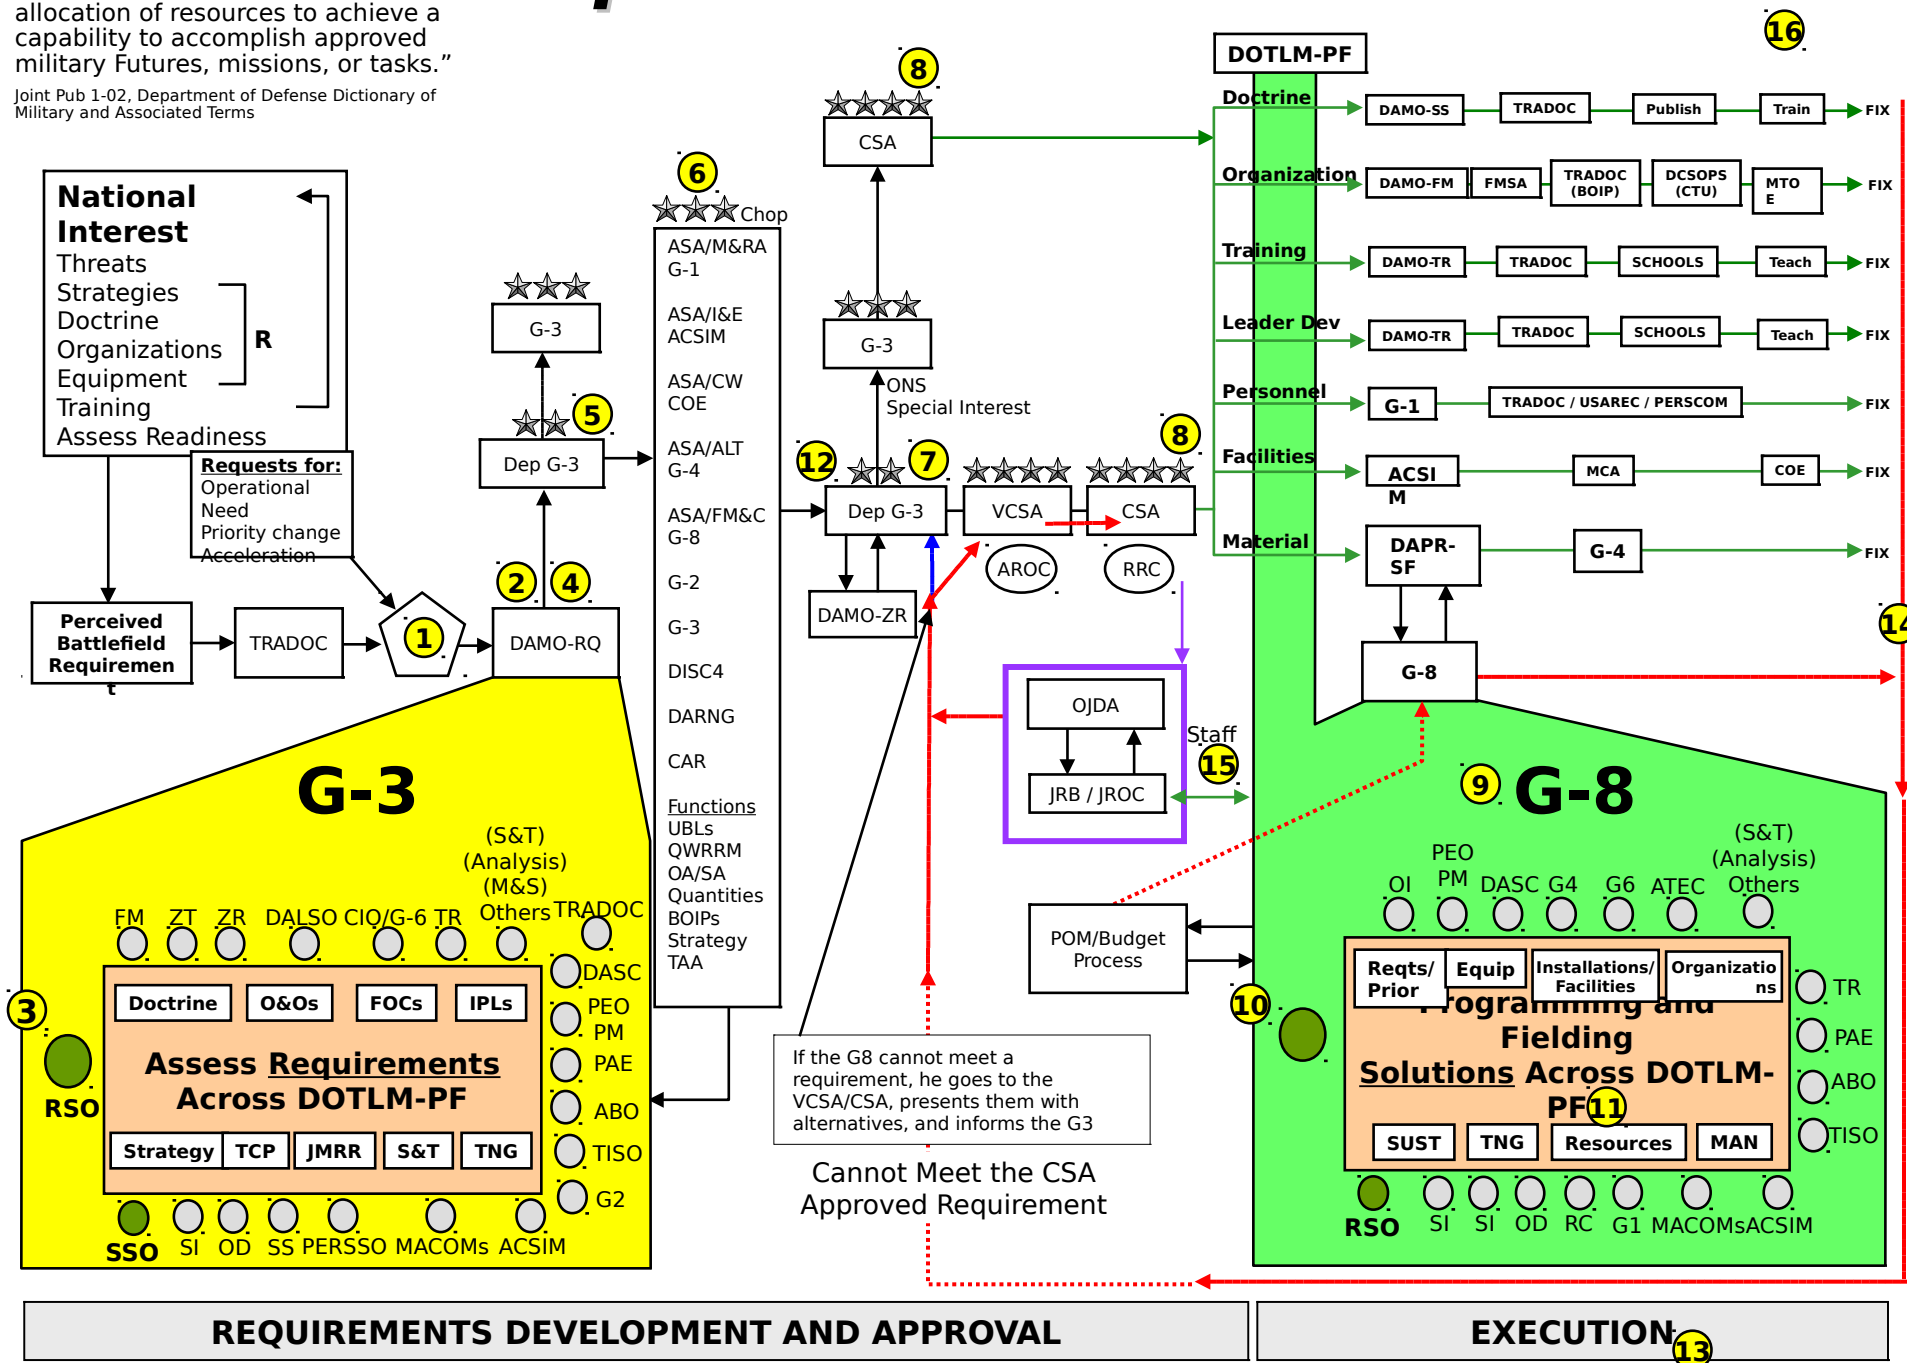 allocation of resources to achieve a
capability to accomplish approved
military Futures, missions, or tasks.”
Joint Pub 1-02, Department of Defense Dictionary of
Military and Associated Terms
National
Interest
Threats
Strategies
Doctrine
Organizations
Equipment
Training
Assess Readiness
R
Requests for:
Operational
Need
Priority change
Acceleration
Perceived
Battlefield
Requiremen
t
TRADOC
1
2
4
DAMO-RQ
G-3
5
Dep G-3
6
Chop
ASA/M&RA
G-1
ASA/I&E
ACSIM
ASA/CW
COE
ASA/ALT
G-4
ASA/FM&C
G-8
G-2
G-3
DISC4
DARNG
CAR
Functions
UBLs
QWRRM
OA/SA
Quantities
BOIPs
Strategy
TAA
8
CSA
G-3
ONS
Special Interest
12
7
8
Dep G-3
VCSA
CSA
AROC
RRC
DAMO-ZR
OJDA
JRB / JROC
Staff
15
POM/Budget
Process
If the G8 cannot meet a
requirement, he goes to the
VCSA/CSA, presents them with
alternatives, and informs the G3
Cannot Meet the CSA
Approved Requirement
DOTLM-PF
16
Doctrine
DAMO-SS
TRADOC
Publish
Train
FIX
Organization
DAMO-FM
FMSA
TRADOC
(BOIP)
DCSOPS
(CTU)
MTO
E
FIX
Training
DAMO-TR
TRADOC
SCHOOLS
Teach
FIX
Leader Dev
DAMO-TR
TRADOC
SCHOOLS
Teach
FIX
Personnel
G-1
TRADOC / USAREC / PERSCOM
FIX
Facilities
ACSI
M
MCA
COE
FIX
Material
DAPR-
SF
G-4
FIX
14
G-8
G-3
(S&T)
(Analysis)
(M&S)
Others
FM
ZT
ZR
DALSO
CIO/G-6
TR
TRADOC
DASC
PEO
PM
PAE
ABO
TISO
G2
3
RSO
Doctrine
O&Os
FOCs
IPLs
Assess Requirements
Across DOTLM-PF
Strategy
TCP
JMRR
S&T
TNG
SSO
SI
OD
SS
PERSSO
MACOMs
ACSIM
9
G-8
(S&T)
(Analysis)
Others
OI
PEO
PM
DASC
G4
G6
ATEC
10
Reqts/
Prior
Equip
Installations/
Facilities
Organizatio
ns
Programming and
Fielding
Solutions Across DOTLM-
PF
11
SUST
TNG
Resources
MAN
TR
PAE
ABO
TISO
RSO
SI
SI
OD
RC
G1
MACOMs
ACSIM
REQUIREMENTS DEVELOPMENT AND APPROVAL
EXECUTION
13